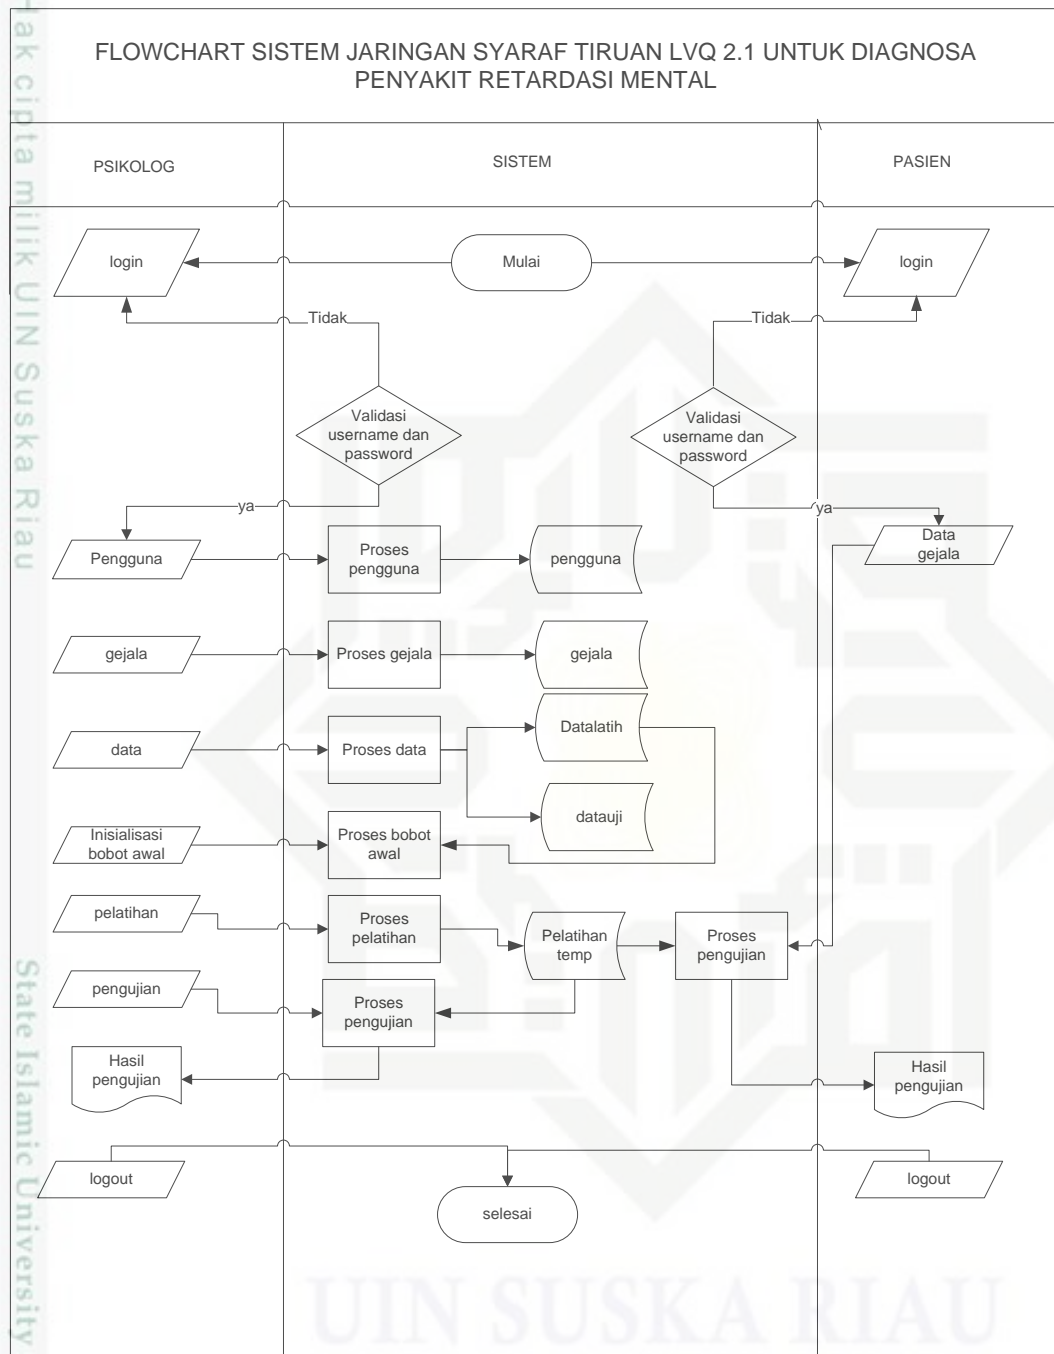 FLOWCHART SISTEM JARINGAN SYARAF TIRUAN LVQ 2.1 UNTUK DIAGNOSA
PENYAKIT RETARDASI MENTAL
PSIKOLOG
SISTEM
PASIEN
login
Mulai
login
Tidak
Tidak
Validasi
username dan
password
Validasi
username dan
password
ya
ya
Pengguna
Proses
pengguna
pengguna
Data
gejala
gejala
Proses gejala
gejala
data
Proses data
Datalatih
datauji
Inisialisasi
bobot awal
Proses bobot
awal
pelatihan
Proses
pelatihan
Pelatihan
temp
Proses
pengujian
pengujian
Proses
pengujian
Hasil
pengujian
Hasil
pengujian
logout
logout
selesai
Hak cipta milik UIN Suska Riau
State Islamic University
UIN SUSKA RIAU